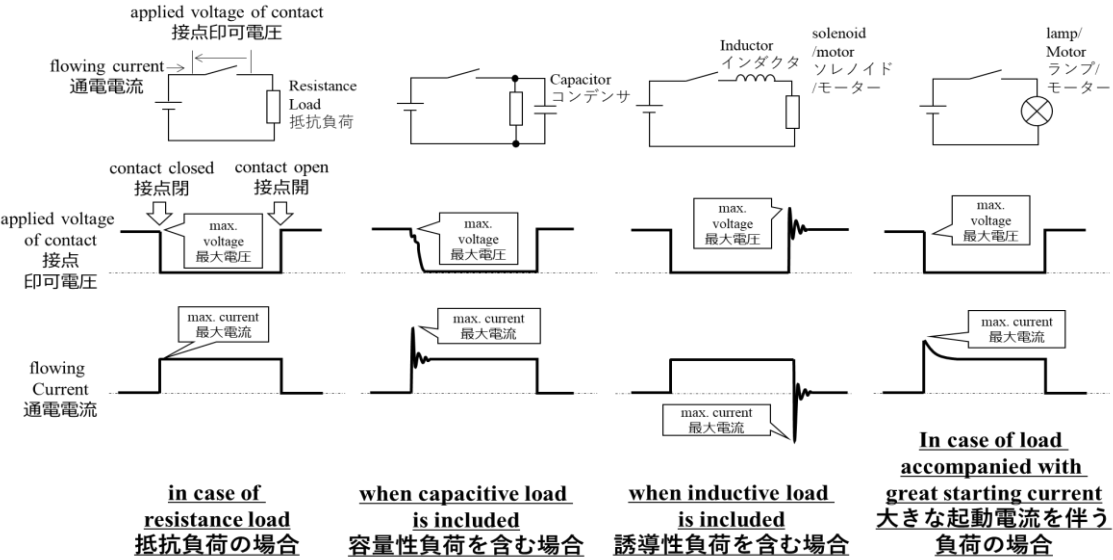 applied voltage of contact
接点印可電圧
flowing current
通電電流
Resistance
Load
抵抗負荷
Capacitor
コンデンサ
Inductor
インダクタ
solenoid
/motor
ソレノイド
/モーター
lamp/
Motor
ランプ/
モーター
contact closed
接点閉
contact open
接点開
applied voltage
of contact
接点
印可電圧
max.
voltage
最大電圧
max.
voltage
最大電圧
max.
voltage
最大電圧
max.
voltage
最大電圧
flowing
Current
通電電流
max. current
最大電流
max. current
最大電流
max. current
最大電流
max. current
最大電流
in case of
resistance load
抵抗負荷の場合
when capacitive load
is included
容量性負荷を含む場合
when inductive load
is included
誘導性負荷を含む場合
In case of load
accompanied with
great starting current
大きな起動電流を伴う
負荷の場合